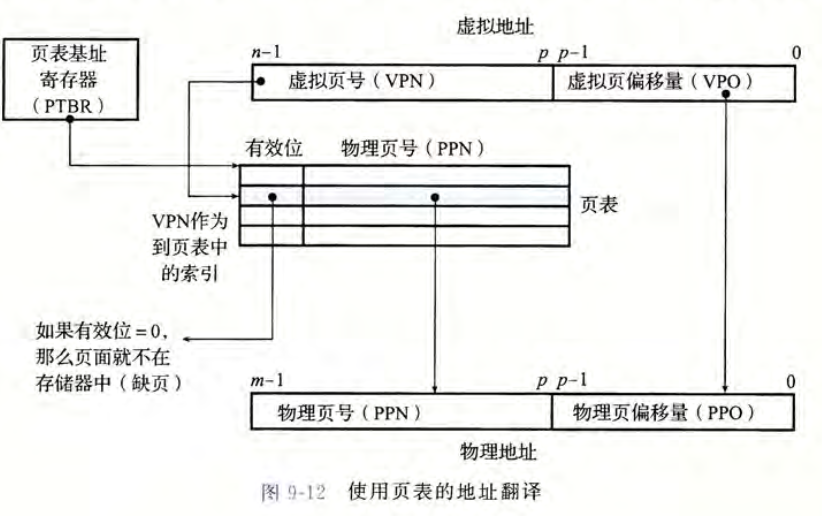 虚拟地址
n-1
p p-1
0
页表基址
寄存器
（PTBR）
虚拟页号（VPN）
虚拟页偏移量（VPO）
有效位
物理页号（PPN）
页表
VPN作为
到页表中
的索引
如果有效位=0，
那么页面就不在
存储器中（缺页）
m-1
p p-1
0
物理页号（PPN）
物理页偏移量（PPO）
物理地址
图 9-12 使用页表的地址翻译